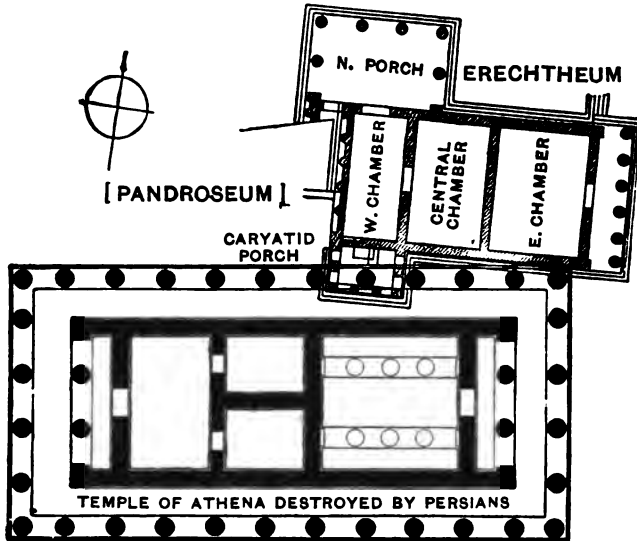 N. PORCH
ERECHTHEUM
W. CHAMBER
CENTRAL
CHAMBER
E. CHAMBER
[PANDROSEUM]
CARYATID
PORCH
TEMPLE OF ATHENA DESTROYED BY PERSIANS